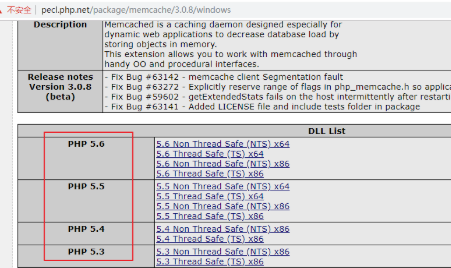 不安全 pecl.php.net/package/memcache/3.0.8/windows
Description
Memcached is a caching daemon designed especially for
dynamic web applications to decrease database load by
storing objects in memory.
This extension allows you to work with memcached through
handy OO and procedural interfaces.
Release notes
Version 3.0.8
(beta)
- Fix Bug #63142 - memcache client Segmentation fault
- Fix Bug #63272 - Explicitly reserve range of flags in php_memcache.h so applica
- Fix Bug #59602 - getExtendedStats fails on the host intermittently after restarti
- Fix Bug #63141 - Added LICENSE file and include tests folder in package
DLL List
PHP 5.6
5.6 Non Thread Safe (NTS) x64
5.6 Thread Safe (TS) x64
5.6 Non Thread Safe (NTS) x86
5.6 Thread Safe (TS) x86
PHP 5.5
5.5 Non Thread Safe (NTS) x64
5.5 Thread Safe (TS) x64
5.5 Non Thread Safe (NTS) x86
5.5 Thread Safe (TS) x86
PHP 5.4
5.4 Non Thread Safe (NTS) x86
5.4 Thread Safe (TS) x86
PHP 5.3
5.3 Non Thread Safe (NTS) x86
5.3 Thread Safe (TS) x86